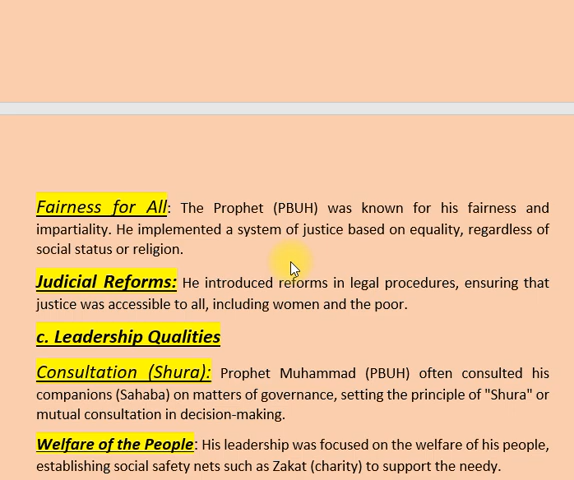 Fairness for All: The Prophet (PBUH) was known for his fairness and
impartiality. He implemented a system of justice based on equality, regardless of
social status or religion.
Judicial Reforms: He introduced reforms in legal procedures, ensuring that
justice was accessible to all, including women and the poor.
c. Leadership Qualities
Consultation (Shura): Prophet Muhammad (PBUH) often consulted his
companions (Sahaba) on matters of governance, setting the principle of "Shura" or
mutual consultation in decision-making.
Welfare of the People: His leadership was focused on the welfare of his people,
establishing social safety nets such as Zakat (charity) to support the needy.